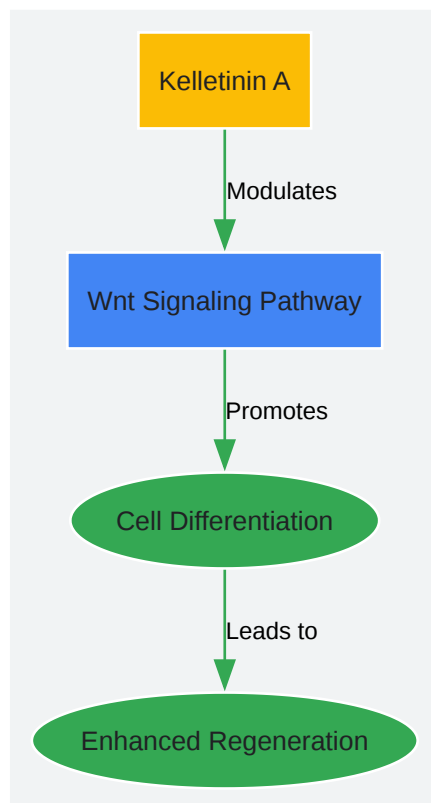 Kelletinin A
Modulates
Wnt Signaling Pathway
Promotes
Cell Differentiation
Leads to
Enhanced Regeneration